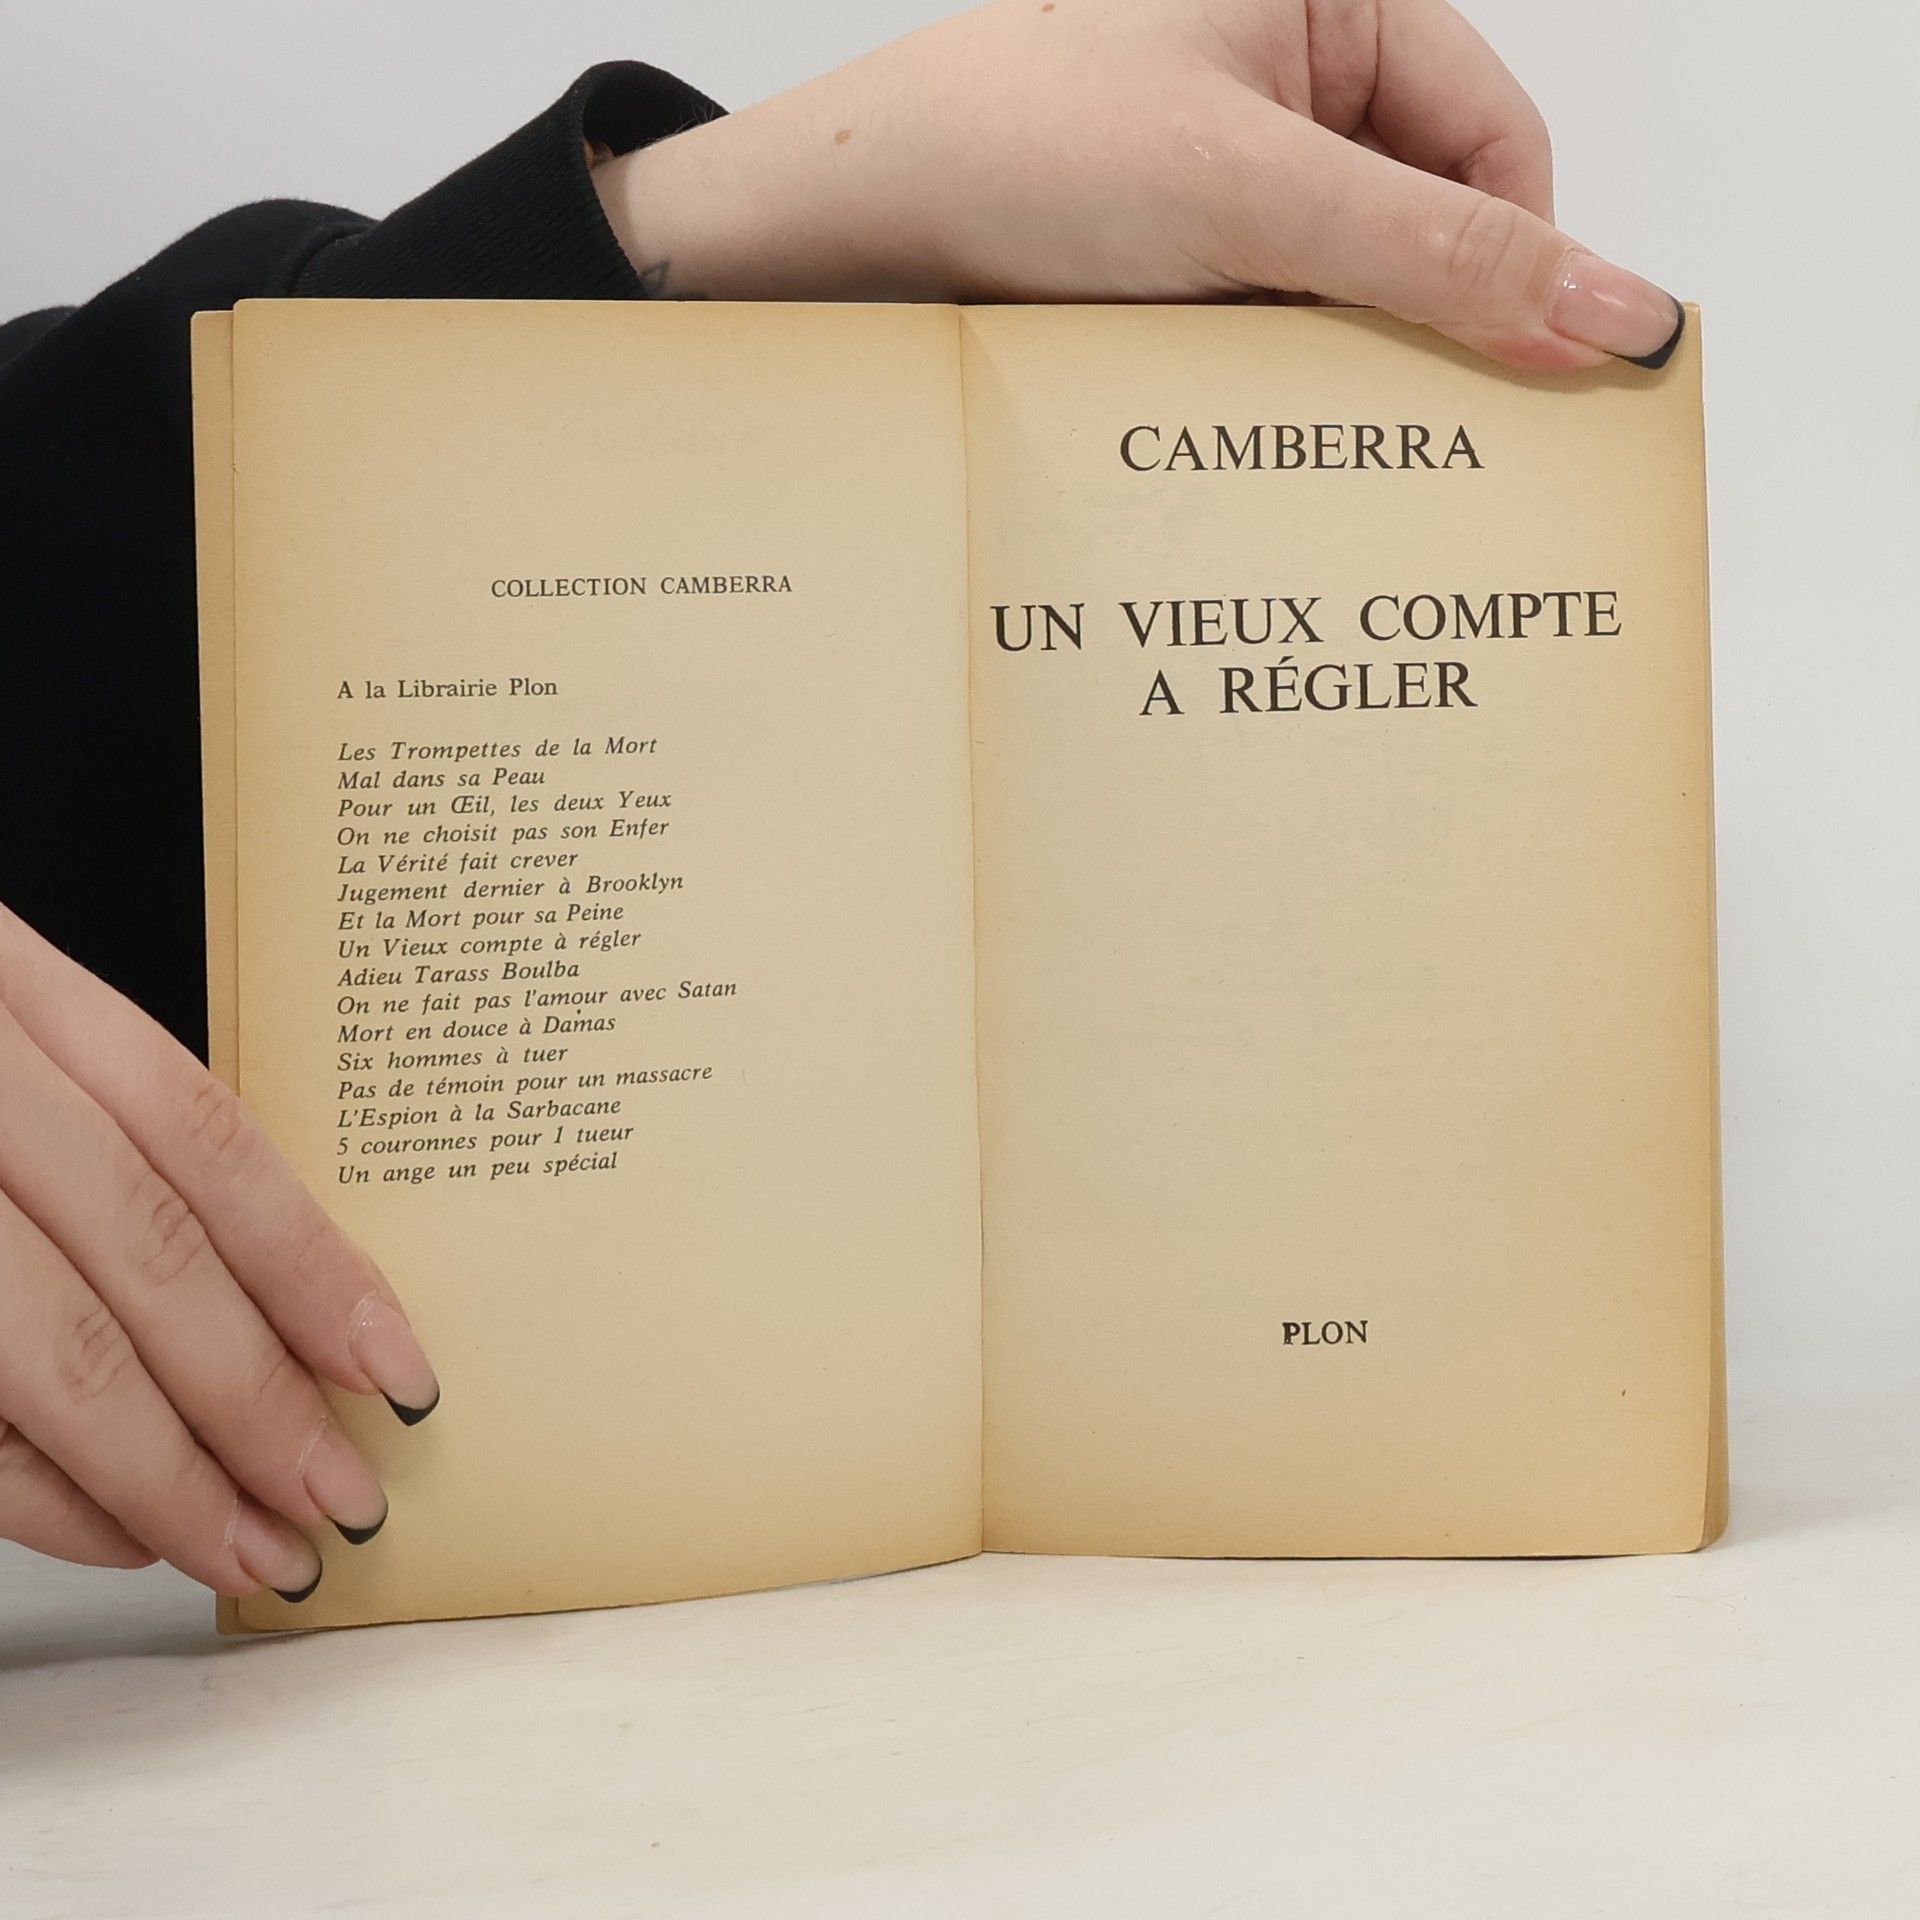 COLLECTION CAMBERRA
A la Librairie Plon
Les Trompettes de la Mort
Mal dans sa Peau
Pour un Œil, les deux Yeux
On ne choisit pas son Enfer
La Vérité fait crever
Jugement dernier à Brooklyn
Et la Mort pour sa Peine
Un Vieux compte à régler
Adieu Tarass Boulba
On ne fait pas l'amour avec Satan
Mort en douce à Damas
Six hommes à tuer
Pas de témoin pour un massacre
L'Espion à la Sarbacane
5 couronnes pour 1 tueur
Un ange un peu spécial
CAMBERRA
UN VIEUX COMPTE
A RÉGLER
PLON